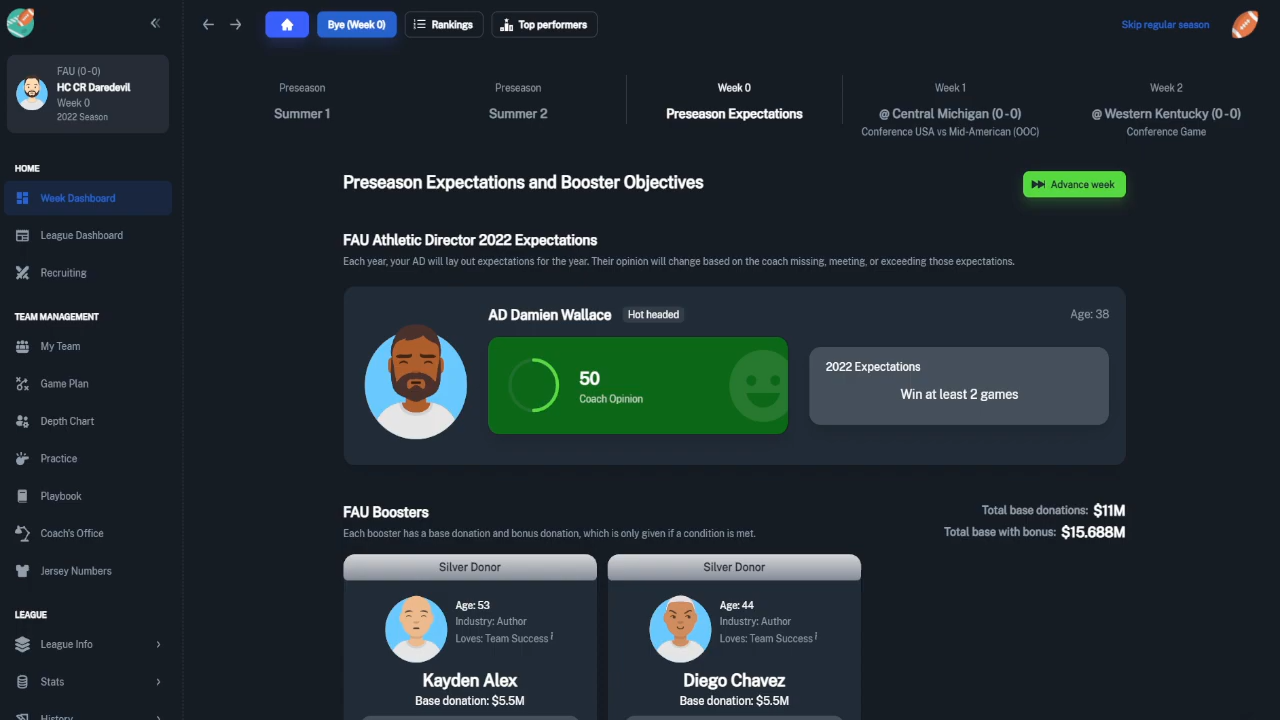 Bye (Week 0)
Rankings
Top performers
Skip regular season
FAU (0-0)
HC CR Daredevil
Week 0
2022 Season
Preseason
Summer 1
Preseason
Summer 2
Week 0
Preseason Expectations
Week 1
@ Central Michigan (0-0)
Conference USA vs Mid-American (OOC)
Week 2
@ Western Kentucky (0-0)
Conference Game
HOME
Week Dashboard
League Dashboard
Recruiting
TEAM MANAGEMENT
My Team
Game Plan
Depth Chart
Practice
Playbook
Coach's Office
Jersey Numbers
LEAGUE
League Info
Stats
History
Preseason Expectations and Booster Objectives
Advance week
FAU Athletic Director 2022 Expectations
Each year, your AD will lay out expectations for the year. Their opinion will change based on the coach missing, meeting, or exceeding those expectations.
AD Damien Wallace
Hot headed
Age: 38
50
Coach Opinion
2022 Expectations
Win at least 2 games
FAU Boosters
Each booster has a base donation and bonus donation, which is only given if a condition is met.
Total base donations: $11M
Total base with bonus: $15.688M
Silver Donor
Age: 53
Industry: Author
Loves: Team Success i
Kayden Alex
Base donation: $5.5M
Silver Donor
Age: 44
Industry: Author
Loves: Team Success i
Diego Chavez
Base donation: $5.5M